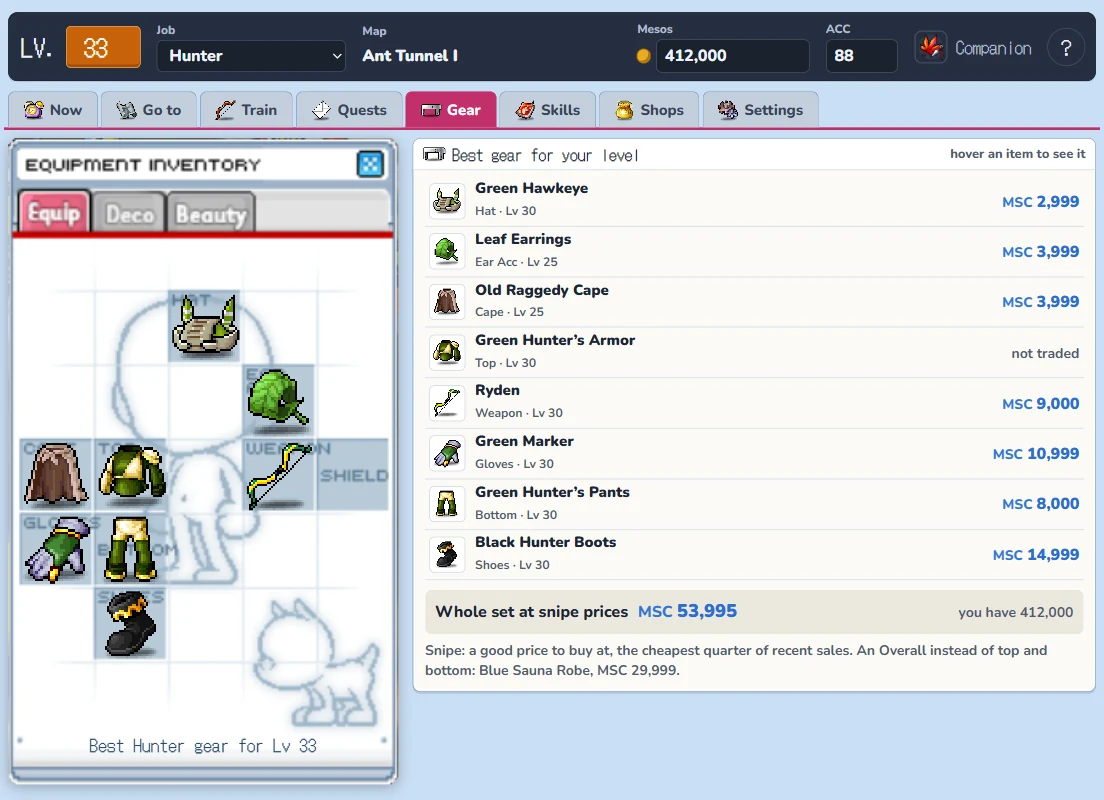 LV. 33
Job
Hunter
Map
Ant Tunnel I
Mesos
412,000
ACC
88
Companion
?
Now
Go to
Train
Quests
Gear
Skills
Shops
Settings
EQUIPMENT INVENTORY
Equip
Deco
Beauty
HAT
WEAPON
SHIELD
Best Hunter gear for Lv 33
Best gear for your level
hover an item to see it
Green Hawkeye
Hat · Lv 30
MSC 2,999
Leaf Earrings
Ear Acc · Lv 25
MSC 3,999
Old Raggedy Cape
Cape · Lv 25
MSC 3,999
Green Hunter’s Armor
Top · Lv 30
not traded
Ryden
Weapon · Lv 30
MSC 9,000
Green Marker
Gloves · Lv 30
MSC 10,999
Green Hunter’s Pants
Bottom · Lv 30
MSC 8,000
Black Hunter Boots
Shoes · Lv 30
MSC 14,999
Whole set at snipe prices MSC 53,995
you have 412,000
Snipe: a good price to buy at, the cheapest quarter of recent sales. An Overall instead of top and
bottom: Blue Sauna Robe, MSC 29,999.